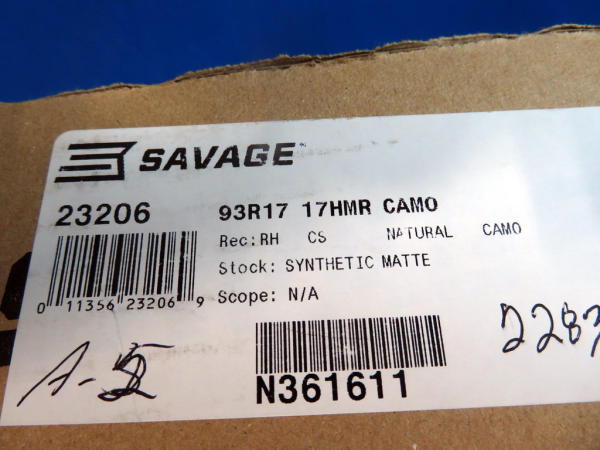 SAVAGE
23206 93R17 17HMR CAMO
Rec: RH CS NATURAL CAMO
Stock: SYNTHETIC MATTE
0 11356 23206 9
Scope: N/A
N361611